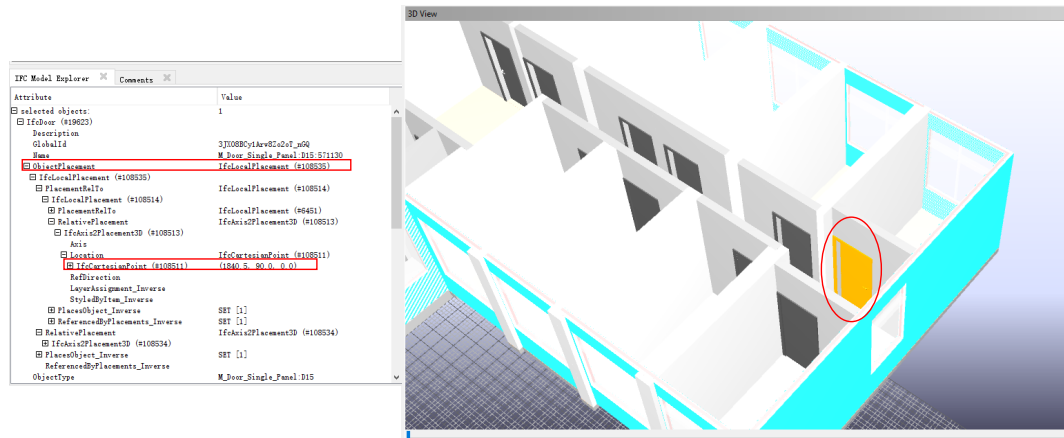 3D View
IFC Model Explorer
Comments
Attribute Value
selected objects: 1
IfcDoor (#19623)
Description
GlobalId 3JXO8BCy1Arw8Zo2oT_nGQ
Name M_Door_Single_Panel:D15:571130
ObjectPlacement IfcLocalPlacement (#108535)
IfcLocalPlacement (#108535)
PlacementRelTo IfcLocalPlacement (#108514)
IfcLocalPlacement (#108514)
PlacementRelTo IfcLocalPlacement (#6451)
RelativePlacement IfcAxis2Placement3D (#108513)
IfcAxis2Placement3D (#108513)
Axis
Location IfcCartesianPoint (#108511)
IfcCartesianPoint (#108511) (1840.5, 90.0, 0.0)
RefDirection
LayerAssignment_Inverse
StyledByItem_Inverse
PlacesObject_Inverse SET [1]
ReferencedByPlacements_Inverse SET [1]
RelativePlacement IfcAxis2Placement3D (#108534)
IfcAxis2Placement3D (#108534)
PlacesObject_Inverse SET [1]
ReferencedByPlacements_Inverse
ObjectType M_Door_Single_Panel:D15